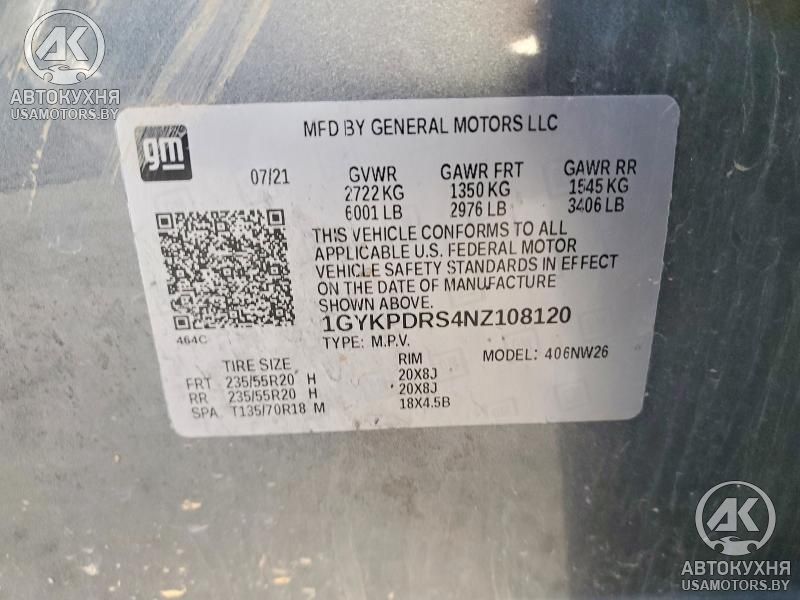 AK
АВТОКУХНЯ
USAMOTORS.BY
gm
MFD BY GENERAL MOTORS LLC
07/21
GVWR GAWR FRT GAWR RR
2722 KG 1350 KG 1545 KG
6001 LB 2976 LB 3406 LB
THIS VEHICLE CONFORMS TO ALL
APPLICABLE U.S. FEDERAL MOTOR
VEHICLE SAFETY STANDARDS IN EFFECT
ON THE DATE OF MANUFACTURE
SHOWN ABOVE.
1GYKPDRS4NZ108120
464C
TYPE: M.P.V. MODEL: 406NW26
TIRE SIZE RIM
FRT 235/55R20 H 20X8J
RR 235/55R20 H 20X8J
SPA T135/70R18 M 18X4.5B
AK
АВТОКУХНЯ
USAMOTORS.BY